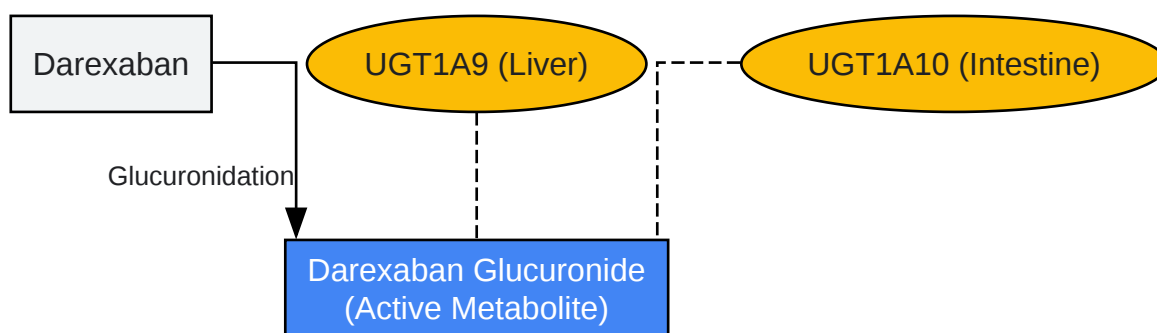 Darexaban
UGT1A9 (Liver)
UGT1A10 (Intestine)
Glucuronidation
Darexaban Glucuronide
(Active Metabolite)